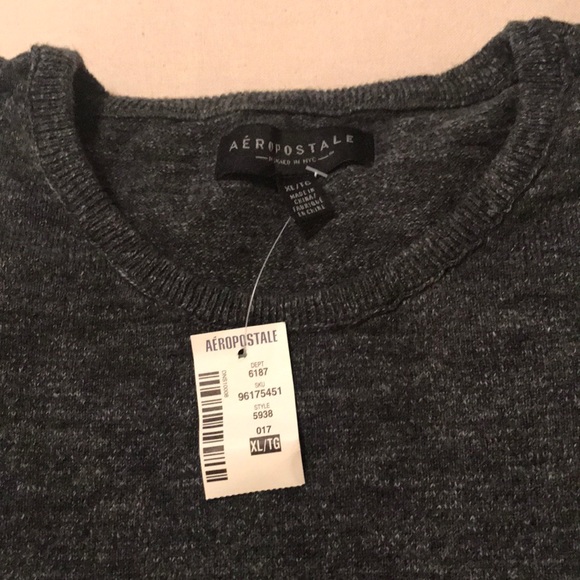 AÉROPOSTALE
IN NYC
XL/TG
MADE IN
CHINA/
FABRIQUÉ
EN CHINE
AÉROPOSTALE
DEPT
6187
SKU
96175451
STYLE
5938
017
XL/TG